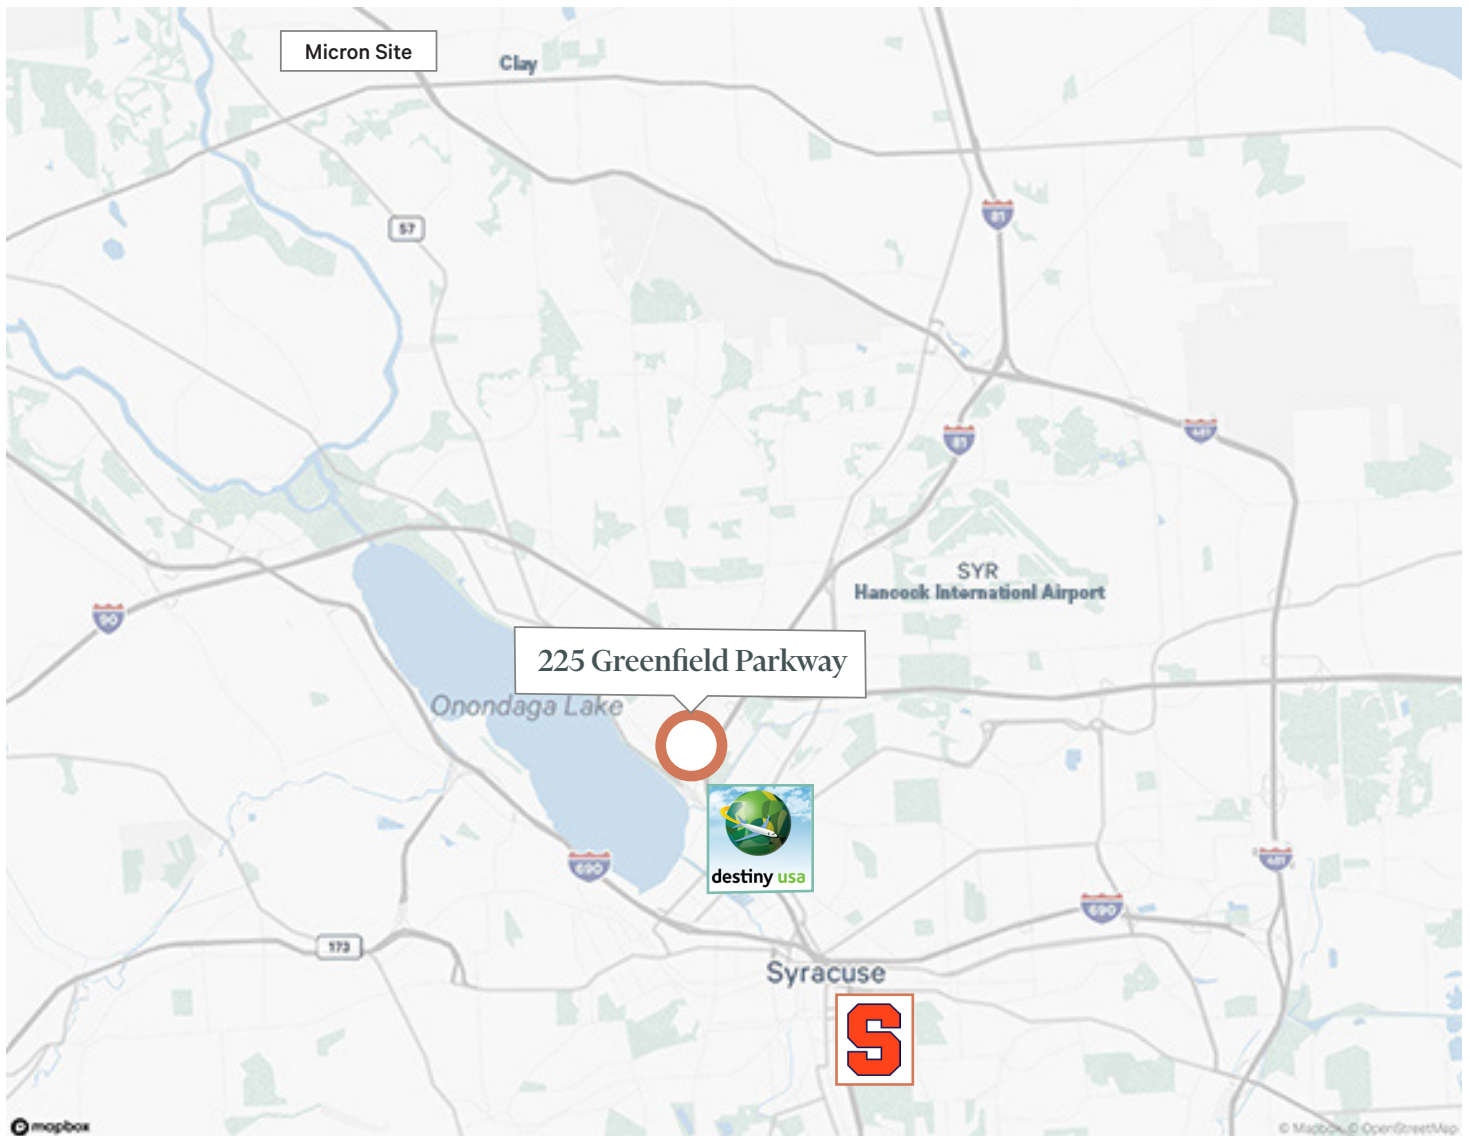 Micron Site
Clay
57
81
81
481
SYR
Hancock Internationl Airport
90
225 Greenfield Parkway
Onondaga Lake
destiny usa
690
481
690
173
Syracuse
S
mapbox
© Mapbox, © OpenStreetMap